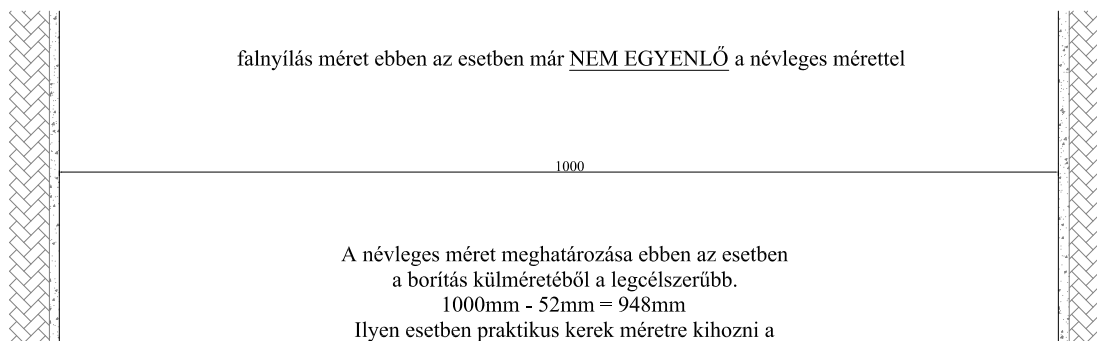 falnyílás méret ebben az esetben már NEM EGYENLŐ a névleges mérettel
1000
A névleges méret meghatározása ebben az esetben
a borítás külméretéből a legcélszerűbb.
1000mm - 52mm = 948mm
Ilyen esetben praktikus kerek méretre kihozni a